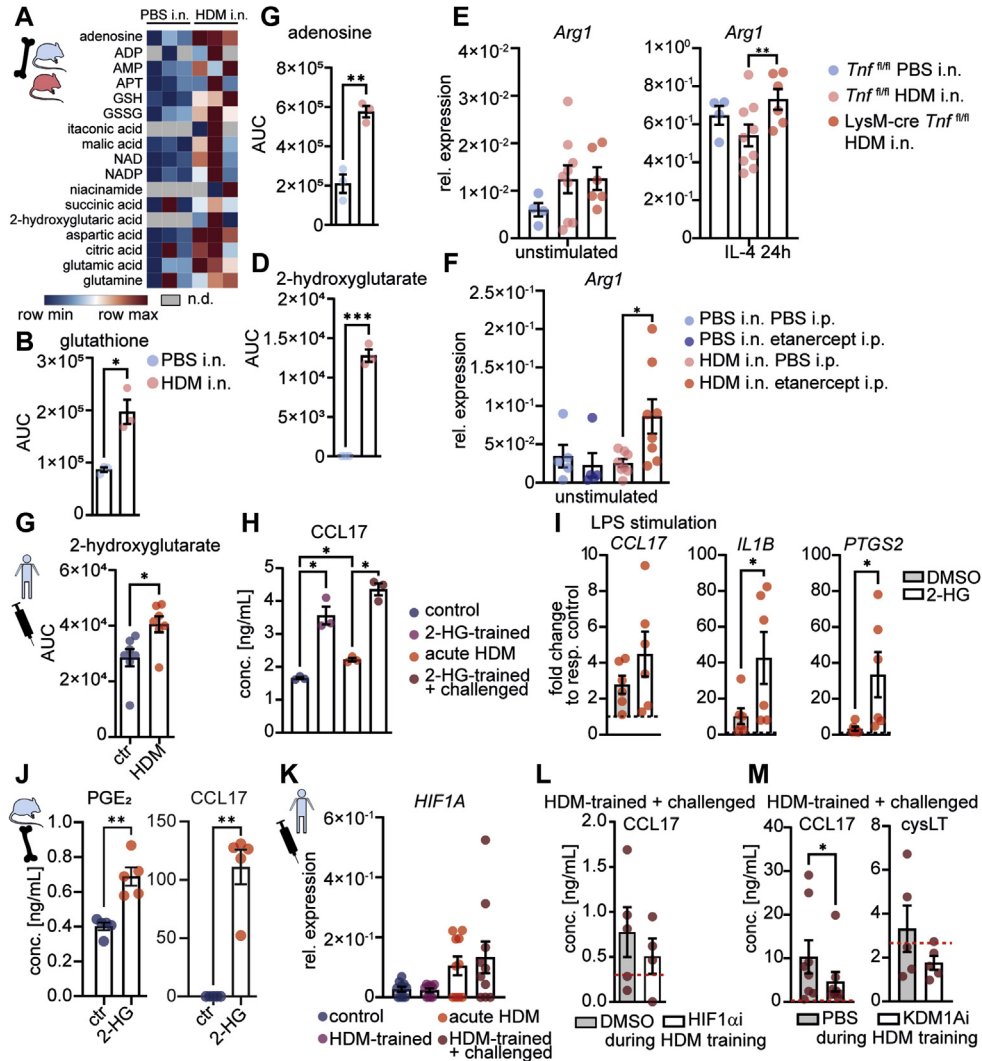 A
PBS i.n. HDM i.n.
adenosine
ADP
AMP
APT
GSH
GSSG
itaconic acid
malic acid
NAD
NADP
niacinamide
succinic acid
2-hydroxyglutaric acid
aspartic acid
citric acid
glutamic acid
glutamine
row min row max
n.d.
G
adenosine
AUC
8×10⁵
6×10⁵
4×10⁵
2×10⁵
0
**
E
Arg1
rel. expression
6×10⁻²
4×10⁻²
2×10⁻²
1×10⁻²
0
unstimulated
Arg1
1×10⁰
8×10⁻¹
6×10⁻¹
4×10⁻¹
2×10⁻¹
0
**
IL-4 24h
Tnf fl/fl PBS i.n.
Tnf fl/fl HDM i.n.
LysM-cre Tnf fl/fl
HDM i.n.
B
glutathione
AUC
3×10⁵
2×10⁵
1×10⁵
0
*
PBS i.n.
HDM i.n.
D
2-hydroxyglutarate
AUC
2×10⁴
2×10⁴
1×10⁴
5×10³
0
***
F
Arg1
rel. expression
2×10⁻¹
2×10⁻¹
1×10⁻¹
5×10⁻²
0
*
unstimulated
PBS i.n. PBS i.p.
PBS i.n. etanercept i.p.
HDM i.n. PBS i.p.
HDM i.n. etanercept i.p.
G
2-hydroxyglutarate
AUC
6×10⁴
4×10⁴
2×10⁴
0
*
ctr
HDM
H
CCL17
conc. [ng/mL]
6
5
4
2
1
0
*
*
*
control
2-HG-trained
acute HDM
2-HG-trained
+ challenged
I
LPS stimulation
CCL17
fold change
to resp. control
10
8
6
4
2
0
IL1B
100
80
60
40
20
0
*
PTGS2
100
80
60
40
20
0
*
DMSO
2-HG
J
PGE₂
conc. [ng/mL]
1.0
0.8
0.6
0.4
0.2
0.0
**
ctr
2-HG
CCL17
150
100
50
0
**
ctr
2-HG
K
HIF1A
rel. expression
6×10⁻¹
4×10⁻¹
2×10⁻¹
0
control
HDM-trained
acute HDM
HDM-trained
+ challenged
L
HDM-trained + challenged
CCL17
conc. [ng/mL]
2.0
1.5
1.0
0.5
0.0
DMSO HIF1αi
during HDM training
M
HDM-trained + challenged
CCL17
conc. [ng/mL]
40
30
20
10
0
*
cysLT
8
6
4
2
0
PBS KDM1Ai
during HDM training